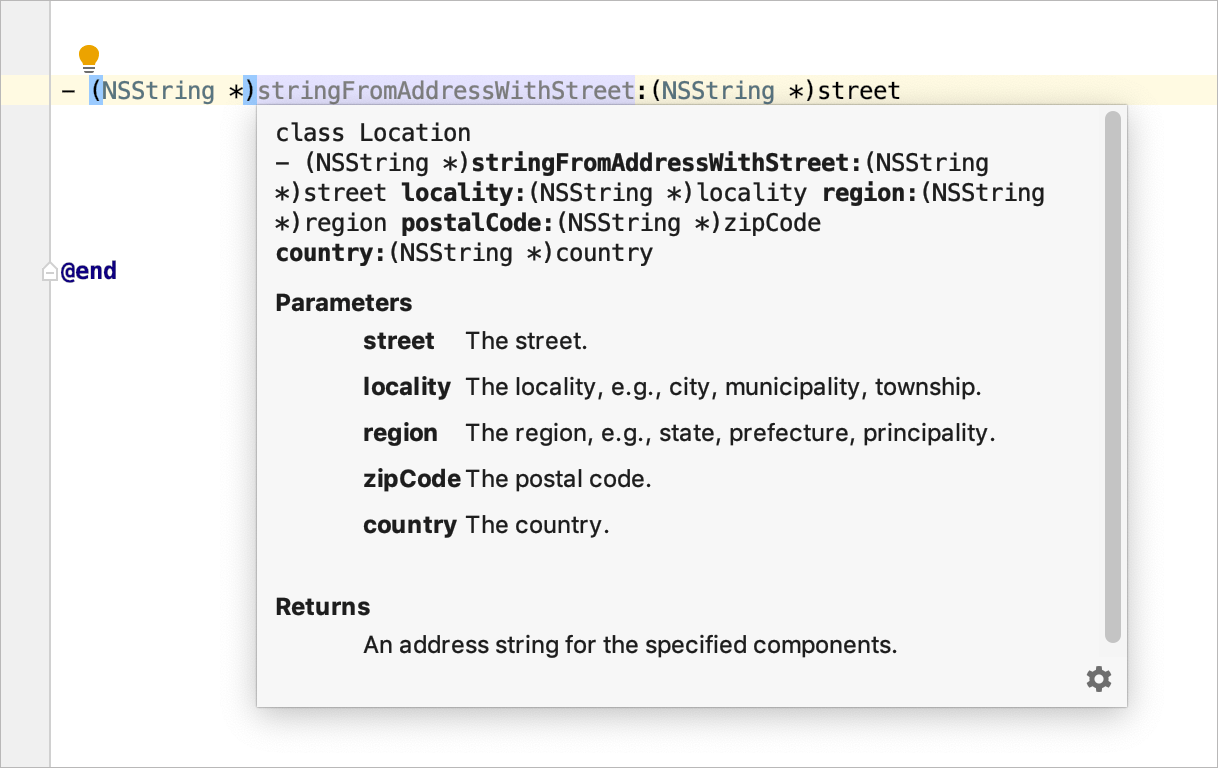 - (NSString *)stringFromAddressWithStreet:(NSString *)street
class Location
- (NSString *)stringFromAddressWithStreet:(NSString
*)street locality:(NSString *)locality region:(NSString
*)region postalCode:(NSString *)zipCode
country:(NSString *)country
@end
Parameters
street The street.
locality The locality, e.g., city, municipality, township.
region The region, e.g., state, prefecture, principality.
zipCode The postal code.
country The country.
Returns
An address string for the specified components.